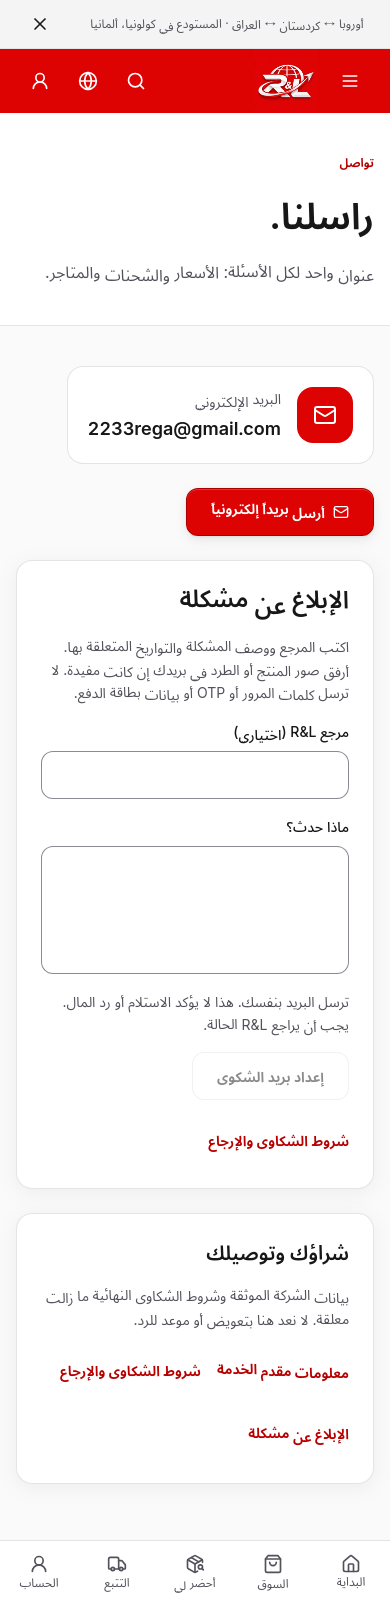 أوروبا ↔ كردستان ↔ العراق · المستودع في كولونيا، ألمانيا
R&L
تواصل
راسلنا.
عنوان واحد لكل الأسئلة: الأسعار والشحنات والمتاجر.
البريد الإلكتروني
2233rega@gmail.com
أرسل بريداً إلكترونياً
الإبلاغ عن مشكلة
اكتب المرجع ووصف المشكلة والتواريخ المتعلقة بها.
أرفق صور المنتج أو الطرد في بريدك إن كانت مفيدة. لا
ترسل كلمات المرور أو OTP أو بيانات بطاقة الدفع.
مرجع R&L (اختياري)
ماذا حدث؟
ترسل البريد بنفسك. هذا لا يؤكد الاستلام أو رد المال.
يجب أن يراجع R&L الحالة.
إعداد بريد الشكوى
شروط الشكاوى والإرجاع
شراؤك وتوصيلك
بيانات الشركة الموثقة وشروط الشكاوى النهائية ما زالت
معلقة. لا نعد هنا بتعويض أو موعد للرد.
معلومات مقدم الخدمة شروط الشكاوى والإرجاع
الإبلاغ عن مشكلة
البداية السوق أحضر لي التتبع الحساب